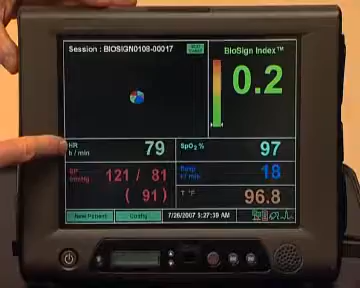 Session : BIOSIGN0108-00017
BioSign Index™
0.2
HR
b / min
79
SpO₂ %
97
BP
mmHg
121 / 81
( 91 )
Resp
b / min
18
T °F
96.8
New Patient
Config
7/26/2007 5:27:39 AM